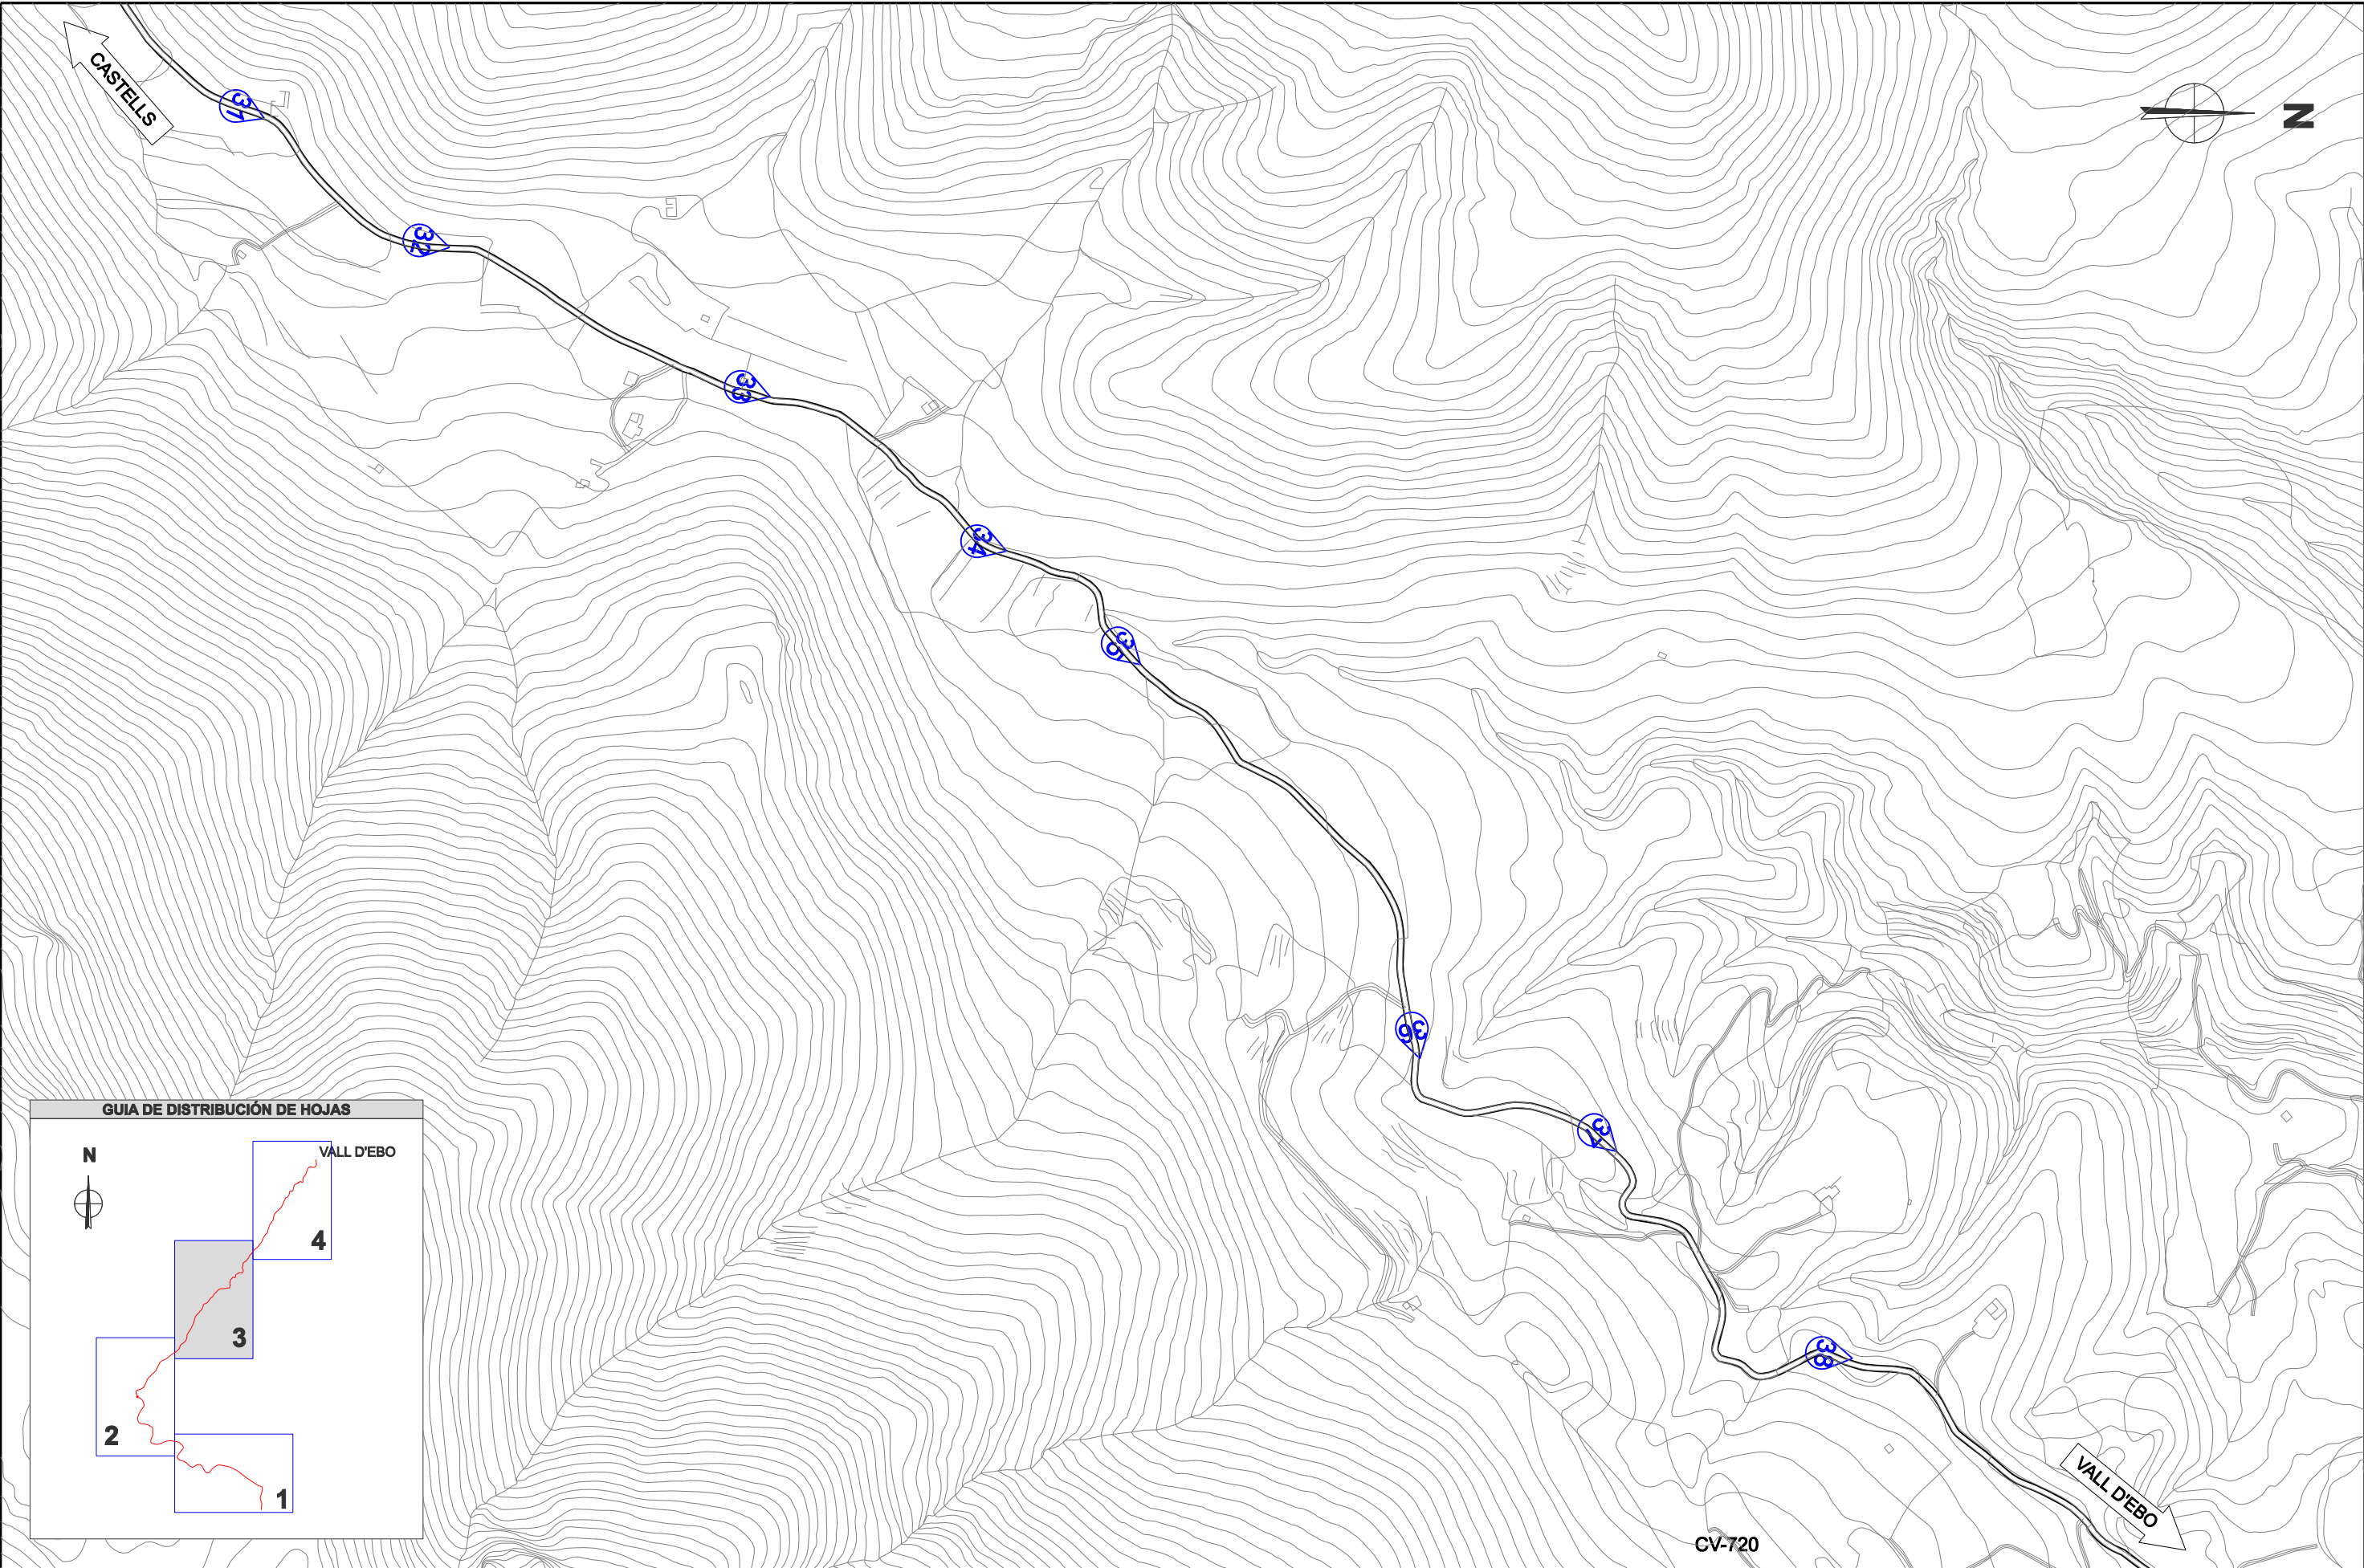 CASTELLS
31
N
32
33
34
35
36
37
38
GUIA DE DISTRIBUCIÓN DE HOJAS
N
VALL D'EBO
4
3
2
1
VALL D'EBO
CV-720